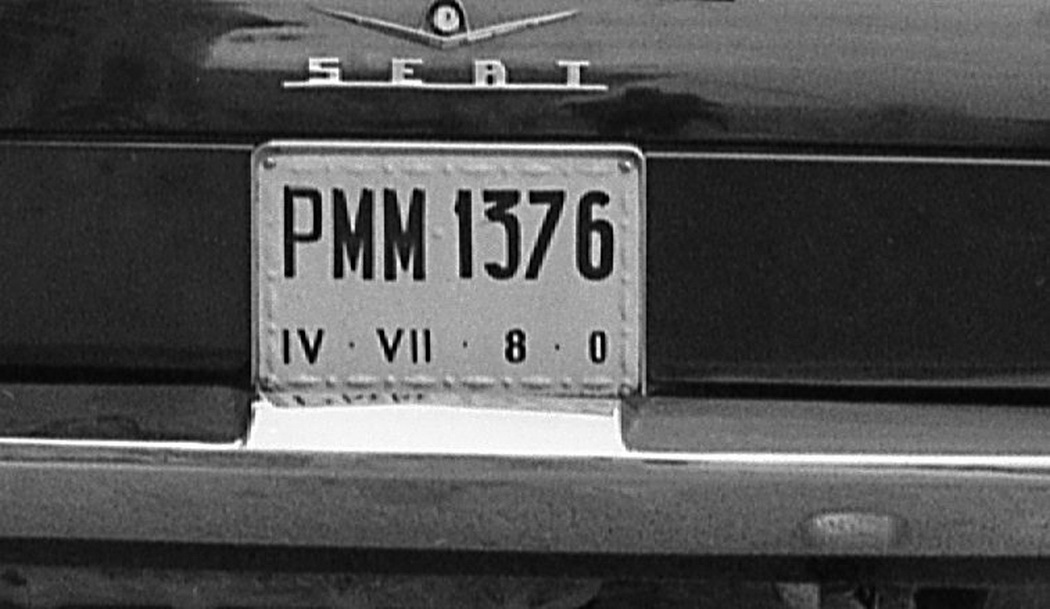 SEAT
PMM 1376
IV · VII · 8 · 0